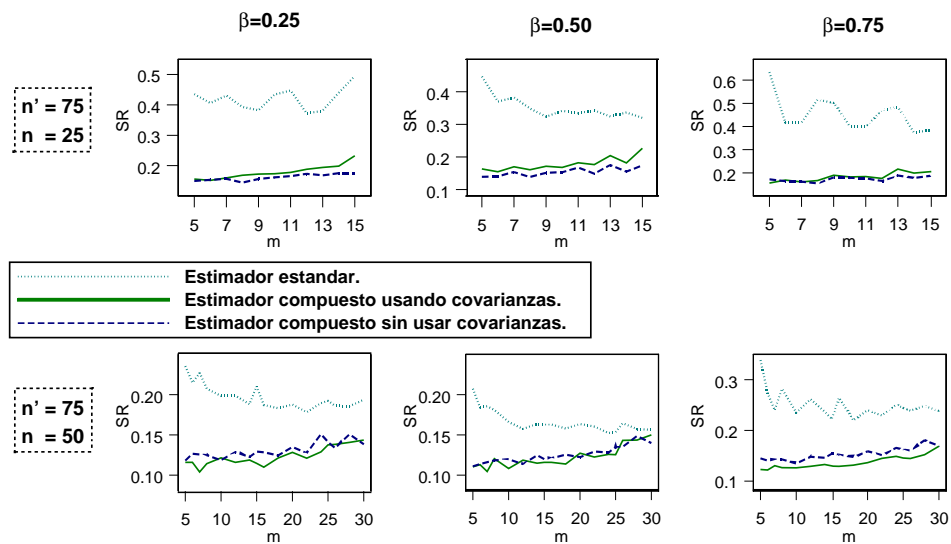 β=0.25
β=0.50
β=0.75
n' = 75
n = 25
SR
0.5
0.4
0.3
0.2
5 7 9 11 13 15
m
SR
0.4
0.3
0.2
0.1
5 7 9 11 13 15
m
SR
0.6
0.5
0.4
0.3
0.2
5 7 9 11 13 15
m
Estimador estandar.
Estimador compuesto usando covarianzas.
Estimador compuesto sin usar covarianzas.
n' = 75
n = 50
SR
0.20
0.15
0.10
5 10 15 20 25 30
m
SR
0.20
0.15
0.10
5 10 15 20 25 30
m
SR
0.3
0.2
0.1
5 10 15 20 25 30
m